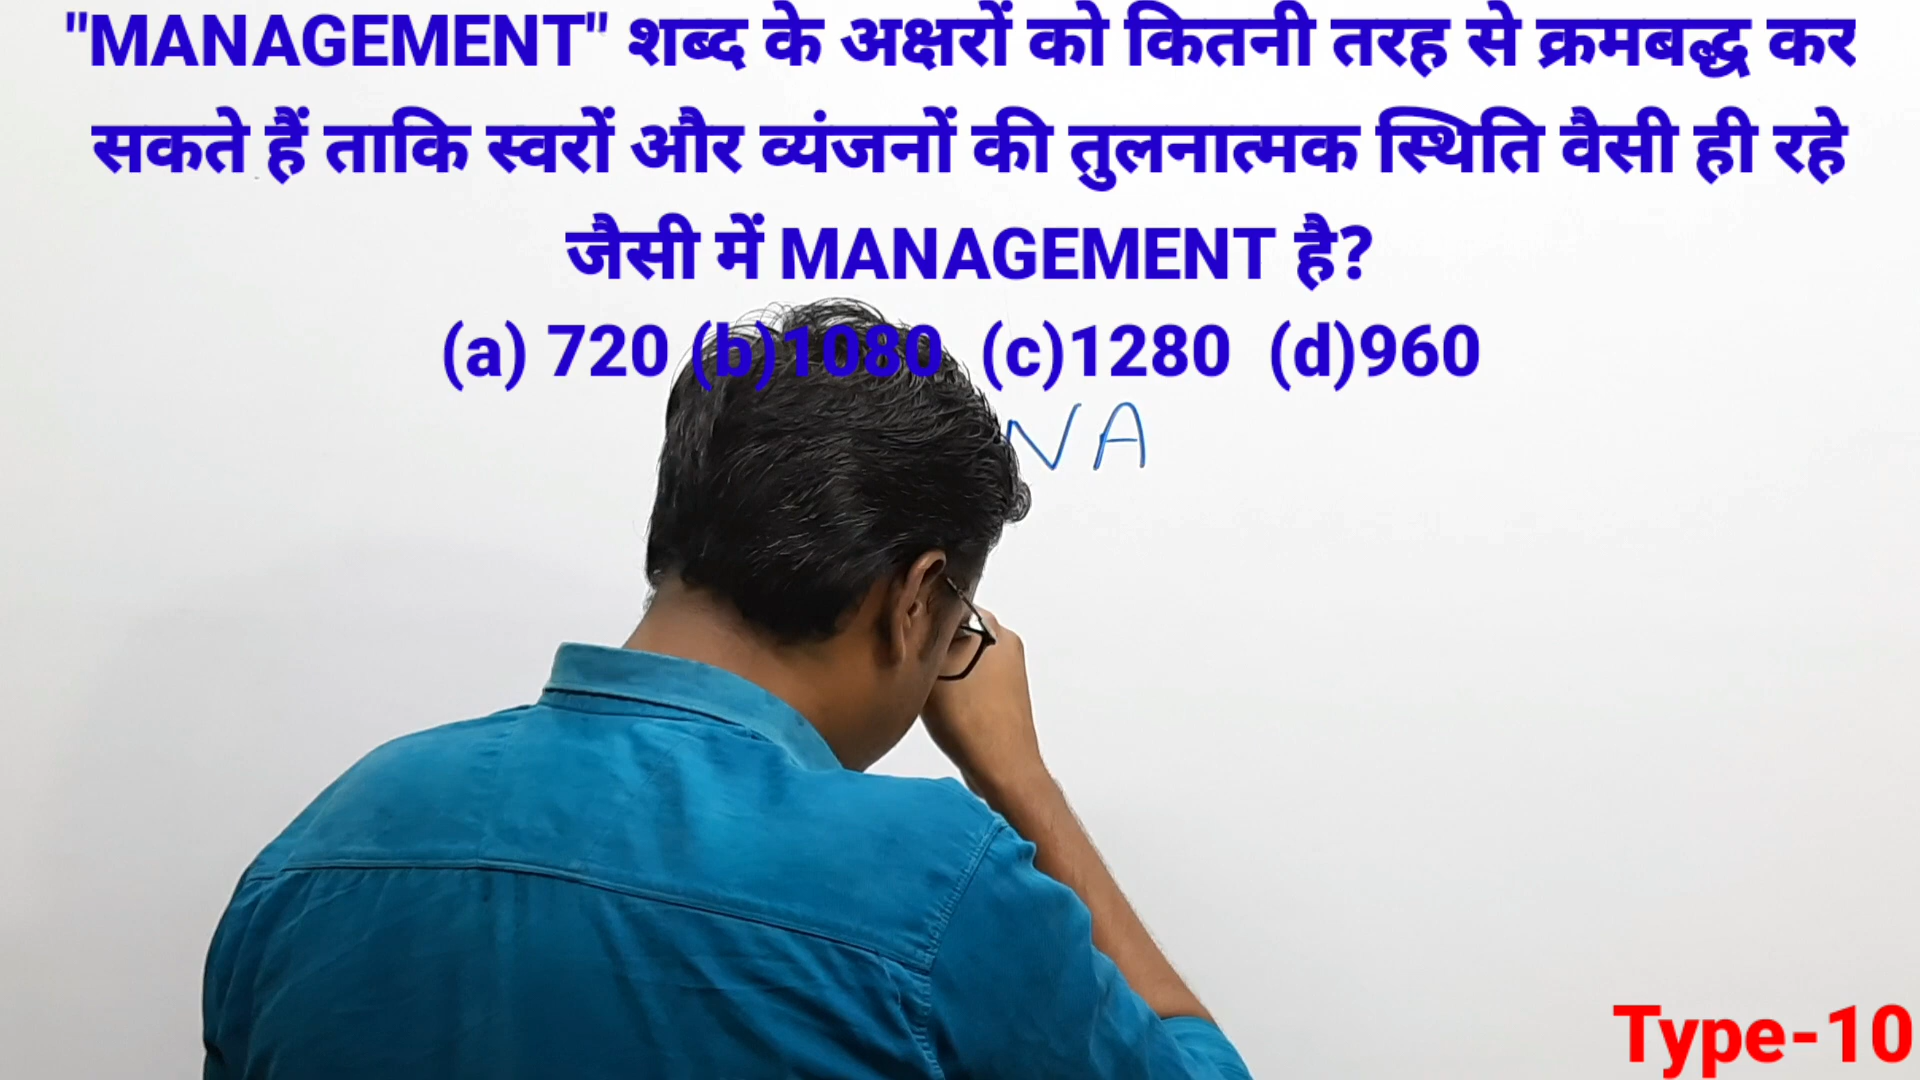 "MANAGEMENT" शब्द के अक्षरों को कितनी तरह से क्रमबद्ध कर
सकते हैं ताकि स्वरों और व्यंजनों की तुलनात्मक स्थिति वैसी ही रहे
जैसी में MANAGEMENT है?
(a) 720 (b)1080 (c)1280 (d)960
NA
Type-10